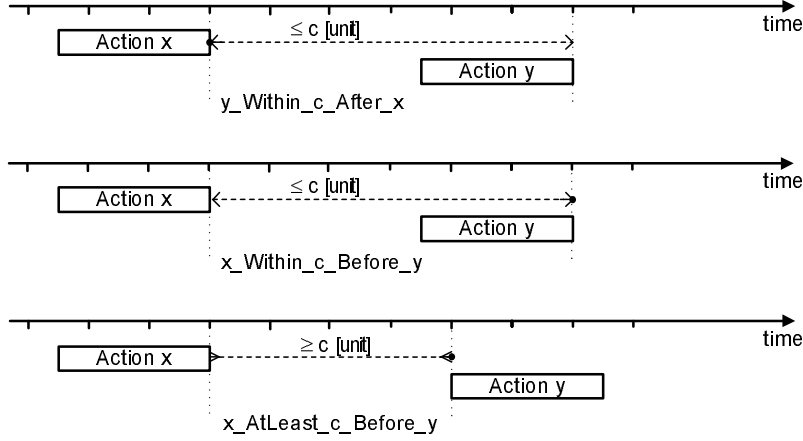 time
≤ c [unit]
Action x
Action y
y_Within_c_After_x
time
≤ c [unit]
Action x
Action y
x_Within_c_Before_y
time
≥ c [unit]
Action x
Action y
x_AtLeast_c_Before_y